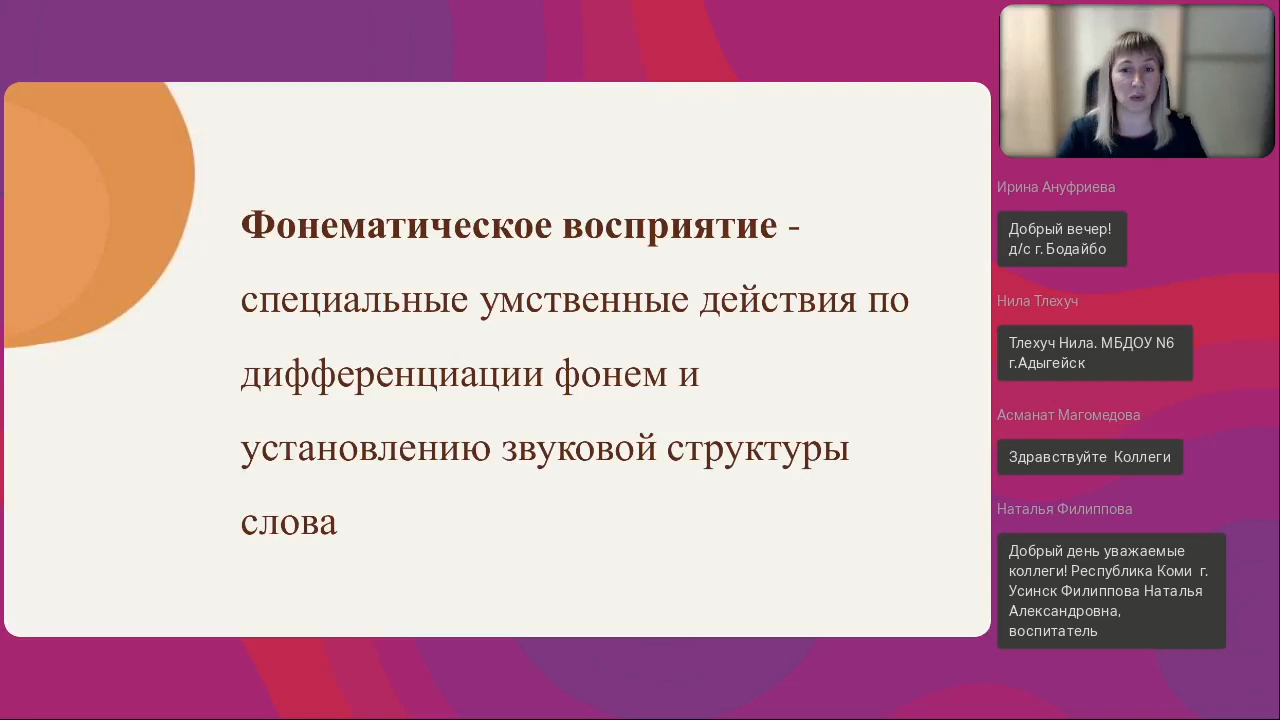 Фонематическое восприятие -
специальные умственные действия по
дифференциации фонем и
установлению звуковой структуры
слова
Ирина Ануфриева
Добрый вечер!
д/с г. Бодайбо
Нила Тлехуч
Тлехуч Нила. МБДОУ N6
г.Адыгейск
Асманат Магомедова
Здравствуйте Коллеги
Наталья Филиппова
Добрый день уважаемые
коллеги! Республика Коми г.
Усинск Филиппова Наталья
Александровна,
воспитатель